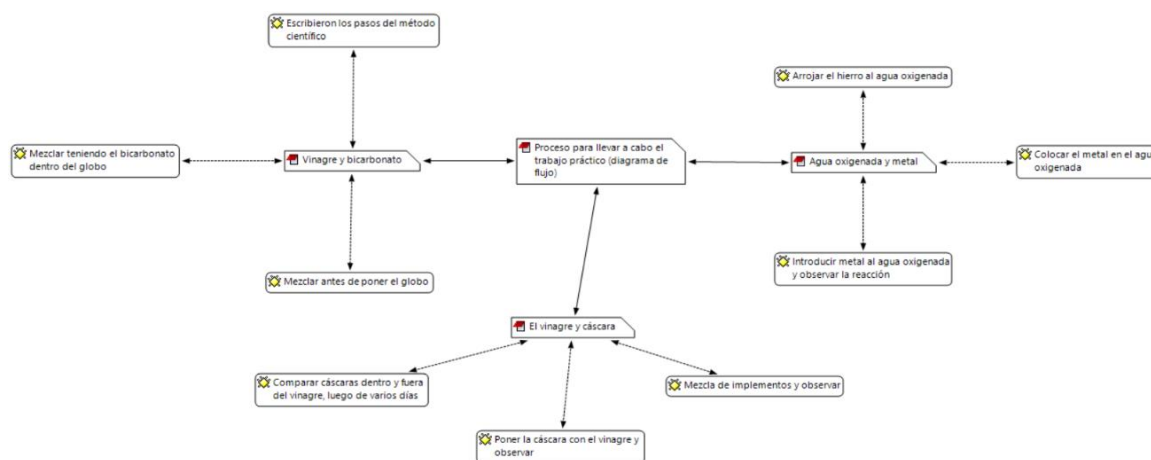 Escribieron los pasos del método
científico
Arrojar el hierro al agua oxigenada
Mezclar teniendo el bicarbonato
dentro del globo
Vinagre y bicarbonato
Proceso para llevar a cabo el
trabajo práctico (diagrama de
flujo)
Agua oxigenada y metal
Colocar el metal en el agua
oxigenada
Mezclar antes de poner el globo
Introducir metal al agua oxigenada
y observar la reacción
El vinagre y cáscara
Comparar cáscaras dentro y fuera
del vinagre, luego de varios días
Mezcla de implementos y observar
Poner la cáscara con el vinagre y
observar